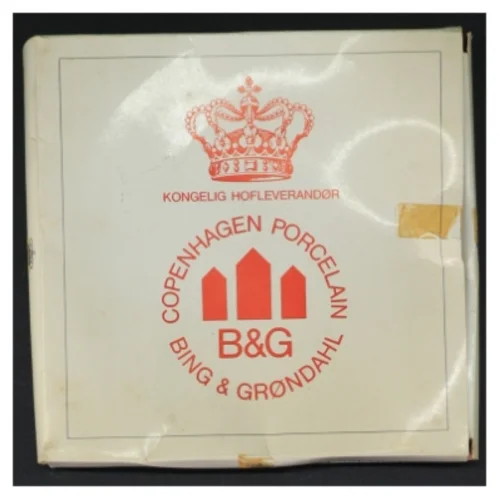 KONGELIG HOFLEVERANDØR
COPENHAGEN PORCELAIN
B&G
BING & GRØNDAHL